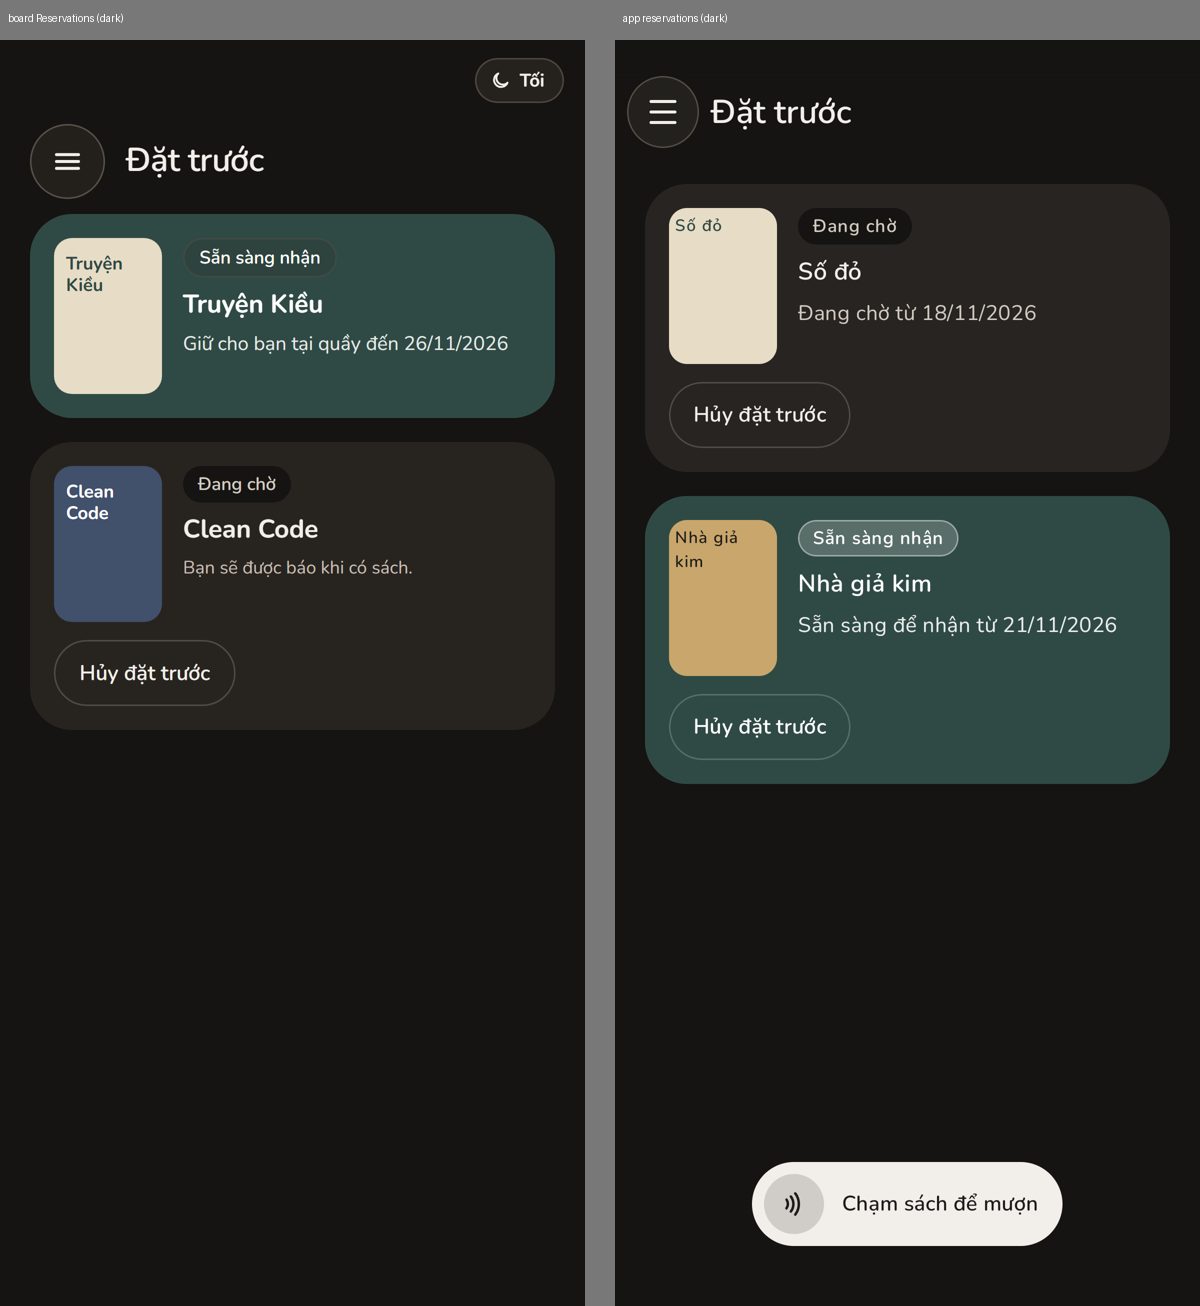 board Reservations (dark)
Tối
Đặt trước
Truyện
Kiều
Sẵn sàng nhận
Truyện Kiều
Giữ cho bạn tại quầy đến 26/11/2026
Clean
Code
Đang chờ
Clean Code
Bạn sẽ được báo khi có sách.
Hủy đặt trước
app reservations (dark)
Đặt trước
Số đỏ
Đang chờ
Số đỏ
Đang chờ từ 18/11/2026
Hủy đặt trước
Nhà giả
kim
Sẵn sàng nhận
Nhà giả kim
Sẵn sàng để nhận từ 21/11/2026
Hủy đặt trước
Chạm sách để mượn